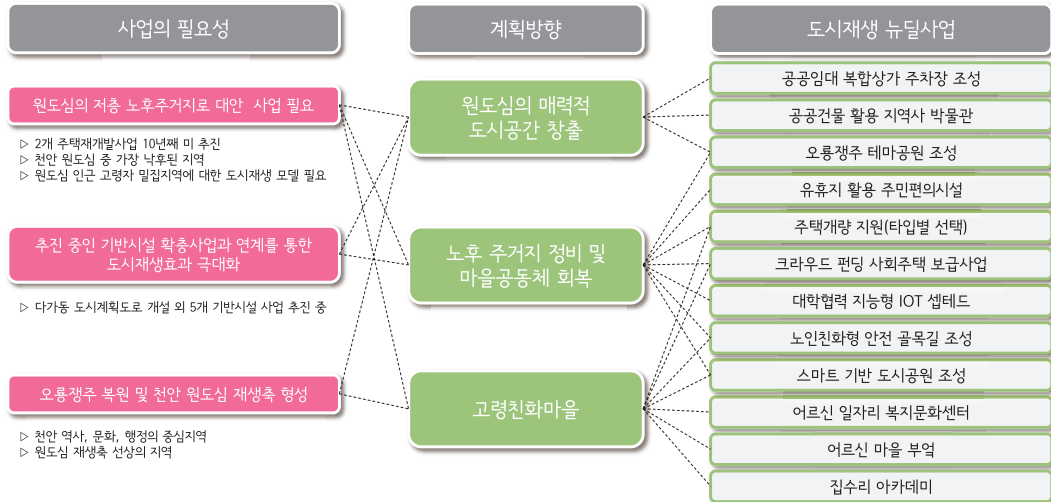 사업의 필요성
계획방향
도시재생 뉴딜사업
원도심의 저층 노후주거지로 대안 사업 필요
▷ 2개 주택재개발사업 10년째 미 추진
▷ 천안 원도심 중 가장 낙후된 지역
▷ 원도심 인근 고령자 밀집지역에 대한 도시재생 모델 필요
추진 중인 기반시설 확충사업과 연계를 통한
도시재생효과 극대화
▷ 다가동 도시계획도로 개설 외 5개 기반시설 사업 추진 중
오룡쟁주 복원 및 천안 원도심 재생축 형성
▷ 천안 역사, 문화, 행정의 중심지역
▷ 원도심 재생축 선상의 지역
원도심의 매력적
도시공간 창출
노후 주거지 정비 및
마을공동체 회복
고령친화마을
공공임대 복합상가 주차장 조성
공공건물 활용 지역사 박물관
오룡쟁주 테마공원 조성
유휴지 활용 주민편의시설
주택개량 지원(타입별 선택)
크라우드 펀딩 사회주택 보급사업
대학협력 지능형 IOT 셉테드
노인친화형 안전 골목길 조성
스마트 기반 도시공원 조성
어르신 일자리 복지문화센터
어르신 마을 부엌
집수리 아카데미